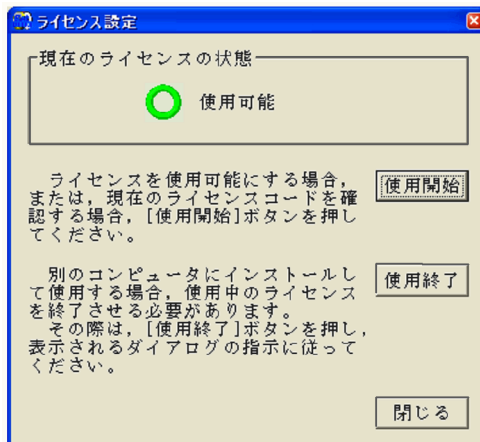 ライセンス設定
現在のライセンスの状態
使用可能
ライセンスを使用可能にする場合,
または, 現在のライセンスコードを確
認する場合, [使用開始]ボタンを押し
てください。
使用開始
別のコンピュータにインストールし
て使用する場合, 使用中のライセンス
を終了させる必要があります。
その際は, [使用終了]ボタンを押し,
表示されるダイアログの指示に従って
ください。
使用終了
閉じる